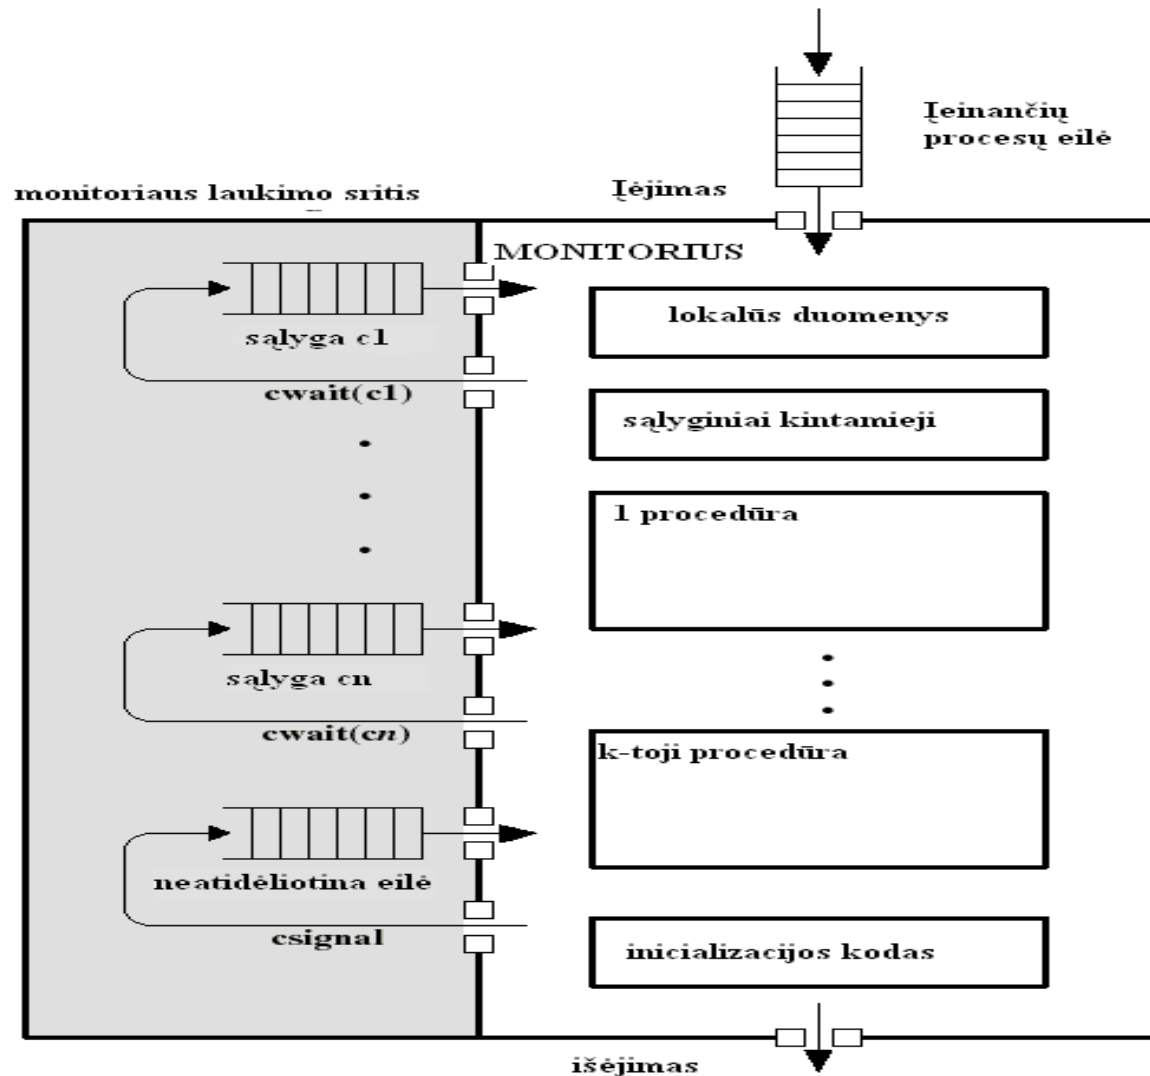 Įeinančių
procesų eilė
monitoriaus laukimo sritis
Įėjimas
MONITORIUS
lokalūs duomenys
sąlyga c1
cwait(c1)
sąlyginiai kintamieji
1 procedūra
sąlyga cn
cwait(cn)
k-toji procedūra
neatidėliotina eilė
csignal
inicializacijos kodas
išėjimas